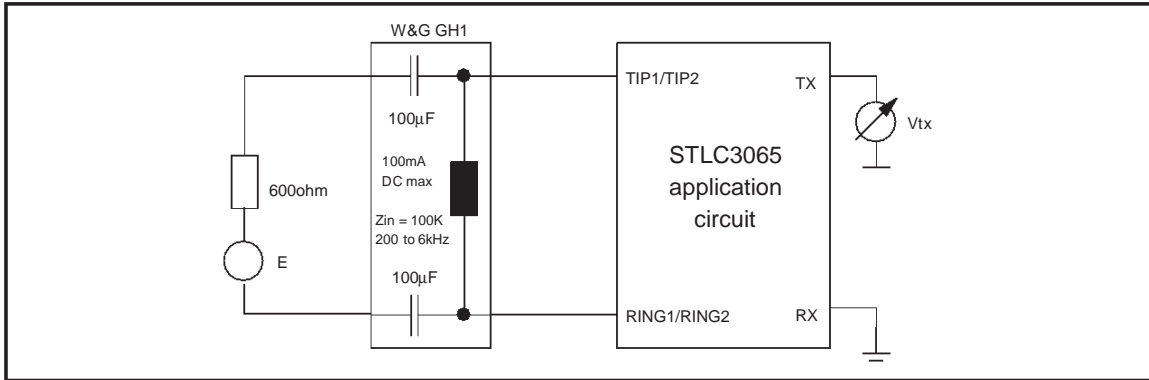 W&G GH1
TIP1/TIP2
TX
100μF
Vtx
100mA
DC max
STLC3065
application
circuit
600ohm
Zin = 100K
200 to 6kHz
E
100μF
RING1/RING2
RX